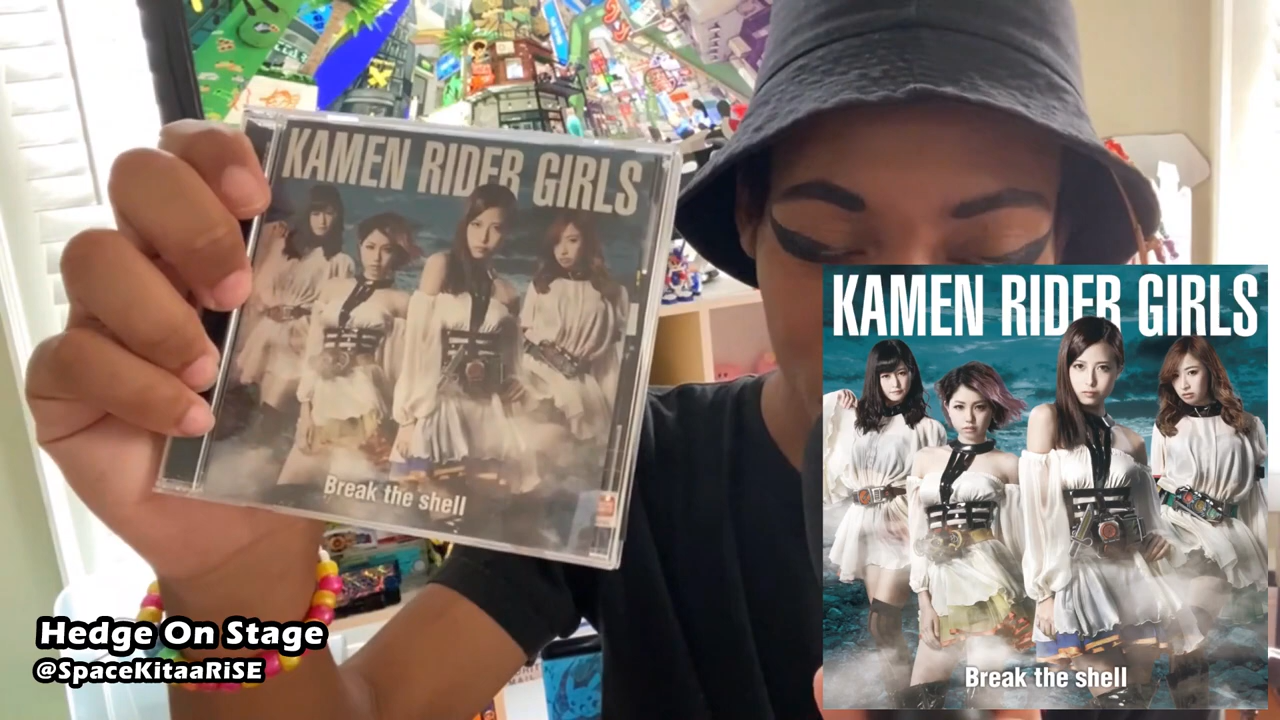 KAMEN RIDER GIRLS
Break the shell
KAMEN RIDER GIRLS
Break the shell
Hedge On Stage
@SpaceKitaaRiSE